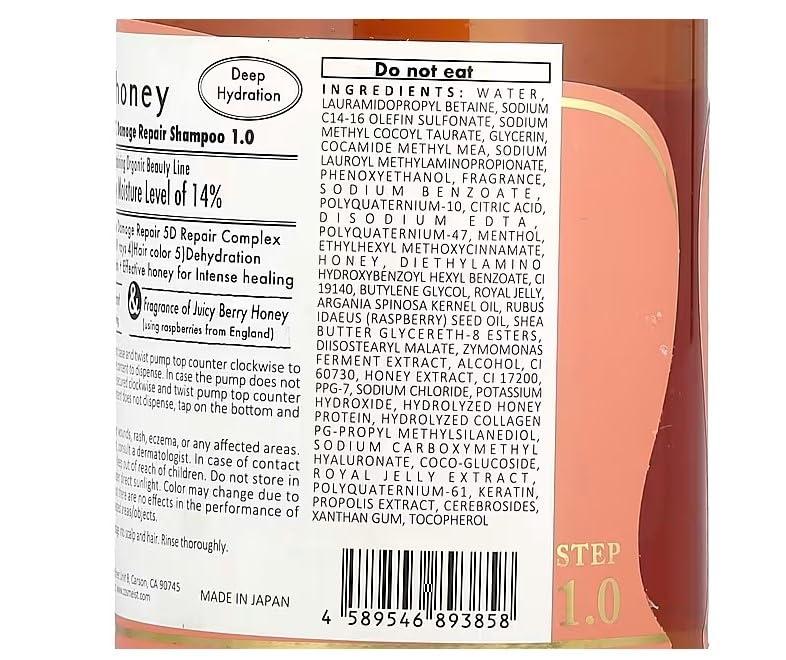 honey
Deep
Hydration
Damage Repair Shampoo 1.0
Organic Beauty Line
Moisture Level of 14%
Damage Repair 5D Repair Complex
rays 4)Hair color 5)Dehydration
• Effective honey for Intense healing
& Fragrance of Juicy Berry Honey
(using raspberries from England)
case and twist pump top counter clockwise to
to dispense. In case the pump does not
clockwise and twist pump top counter
does not dispense, tap on the bottom and
wounds, rash, eczema, or any affected areas.
consult a dermatologist. In case of contact
out of reach of children. Do not store in
direct sunlight. Color may change due to
there are no effects in the performance of
areas/objects.
into scalp and hair. Rinse thoroughly.
Unit B, Carson, CA 90745
MADE IN JAPAN
Do not eat
INGREDIENTS: WATER,
LAURAMIDOPROPYL BETAINE, SODIUM
C14-16 OLEFIN SULFONATE, SODIUM
METHYL COCOYL TAURATE, GLYCERIN,
COCAMIDE METHYL MEA, SODIUM
LAUROYL METHYLAMINOPROPIONATE,
PHENOXYETHANOL, FRAGRANCE,
SODIUM BENZOATE,
POLYQUATERNIUM-10, CITRIC ACID,
DISODIUM EDTA,
POLYQUATERNIUM-47, MENTHOL,
ETHYLHEXYL METHOXYCINNAMATE,
HONEY, DIETHYLAMINO
HYDROXYBENZOYL HEXYL BENZOATE, CI
19140, BUTYLENE GLYCOL, ROYAL JELLY,
ARGANIA SPINOSA KERNEL OIL, RUBUS
IDAEUS (RASPBERRY) SEED OIL, SHEA
BUTTER GLYCERETH-8 ESTERS,
DIISOSTEARYL MALATE, ZYMOMONAS
FERMENT EXTRACT, ALCOHOL, CI
60730, HONEY EXTRACT, CI 17200,
PPG-7, SODIUM CHLORIDE, POTASSIUM
HYDROXIDE, HYDROLYZED HONEY
PROTEIN, HYDROLYZED COLLAGEN
PG-PROPYL METHYLSILANEDIOL,
SODIUM CARBOXYMETHYL
HYALURONATE, COCO-GLUCOSIDE,
ROYAL JELLY EXTRACT,
POLYQUATERNIUM-61, KERATIN,
PROPOLIS EXTRACT, CEREBROSIDES,
XANTHAN GUM, TOCOPHEROL
4 589546 893858
STEP
1.0